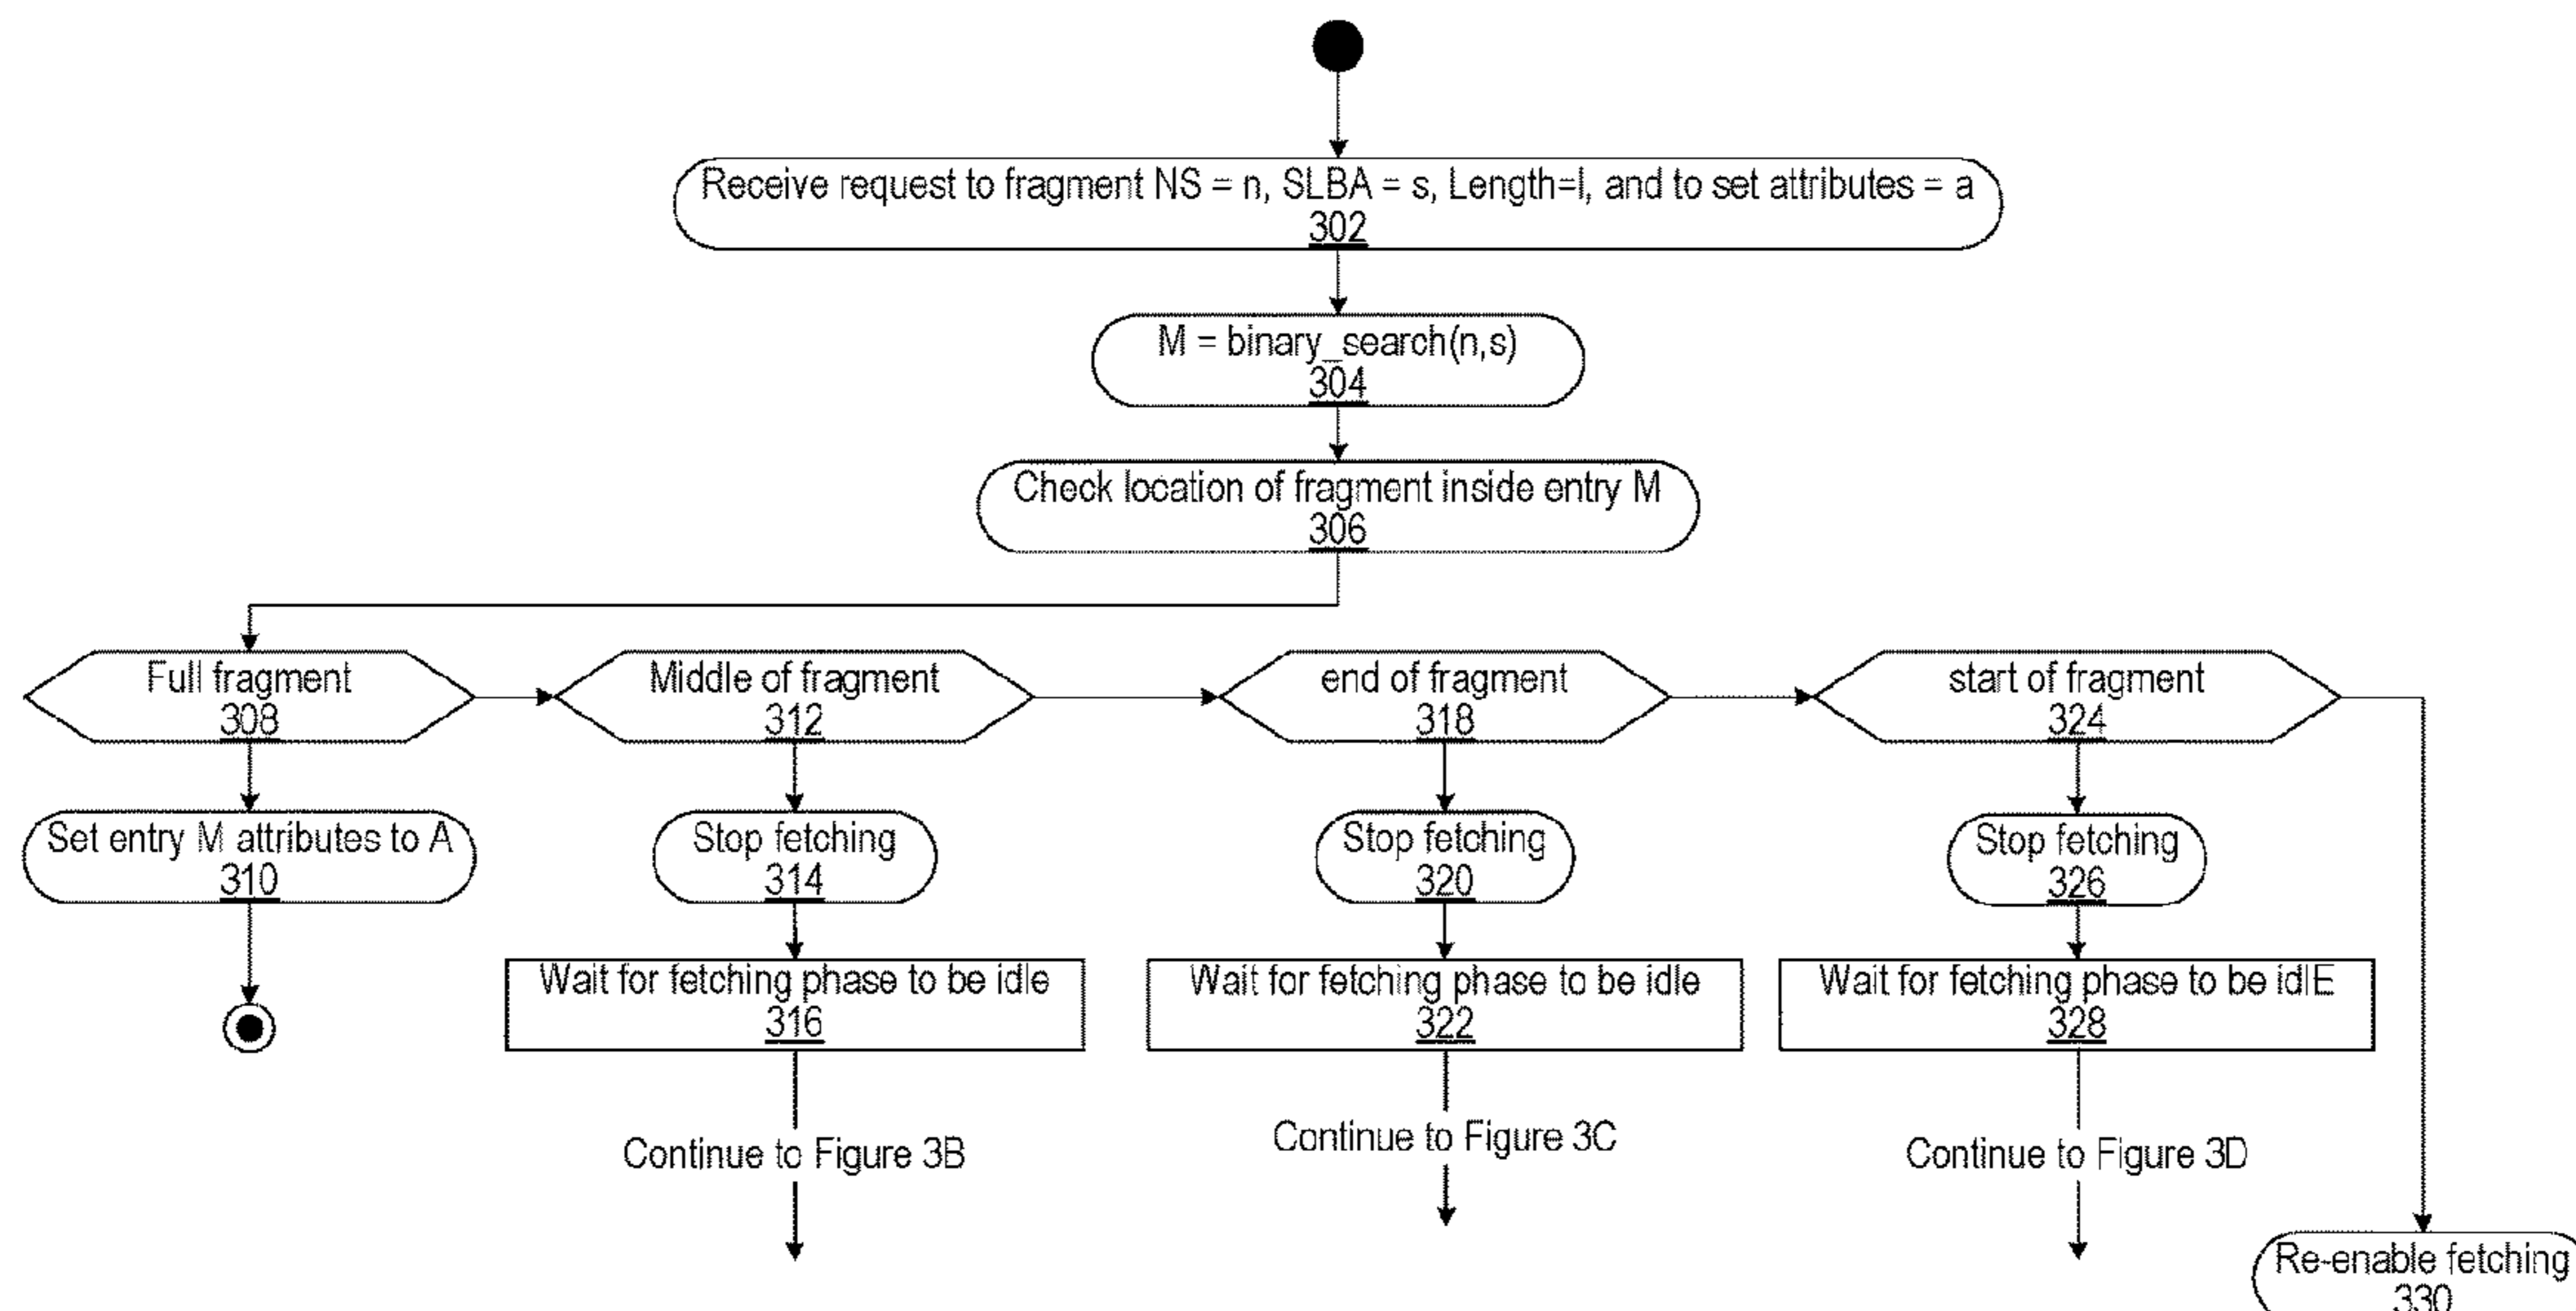 Receive request to fragment NS = n, SLBA = s, Length=l, and to set attributes = a
302
M = binary_search(n,s)
304
Check location of fragment inside entry M
306
Full fragment
308
Middle of fragment
312
end of fragment
318
start of fragment
324
Set entry M attributes to A
310
Stop fetching
314
Stop fetching
320
Stop fetching
326
Wait for fetching phase to be idle
316
Wait for fetching phase to be idle
322
Wait for fetching phase to be idlE
328
Continue to Figure 3B
Continue to Figure 3C
Continue to Figure 3D
Re-enable fetching
330